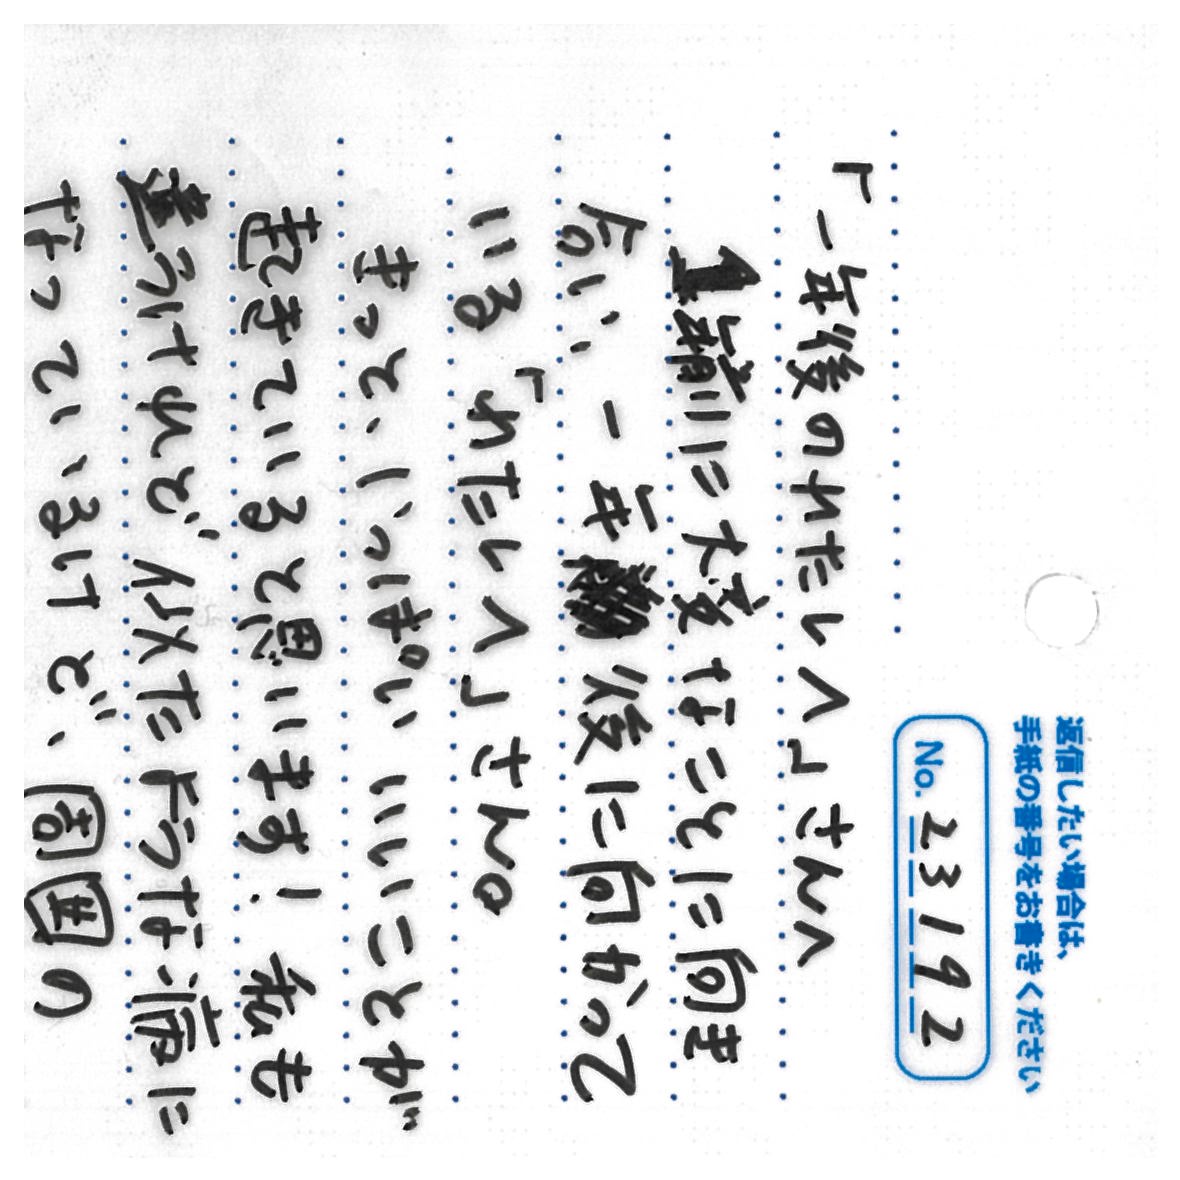 返信したい場合は、
手紙の番号をお書きください
No. 23192
「一年後のわたしへ」さんへ
1年前に大変なことに向き
合い、一年後に向かって
いる「わたしへ」さん。
きっと、いっぱい いいことが
起きていると思います！私も
違うけれど似たような病に
なっているけど、周囲の